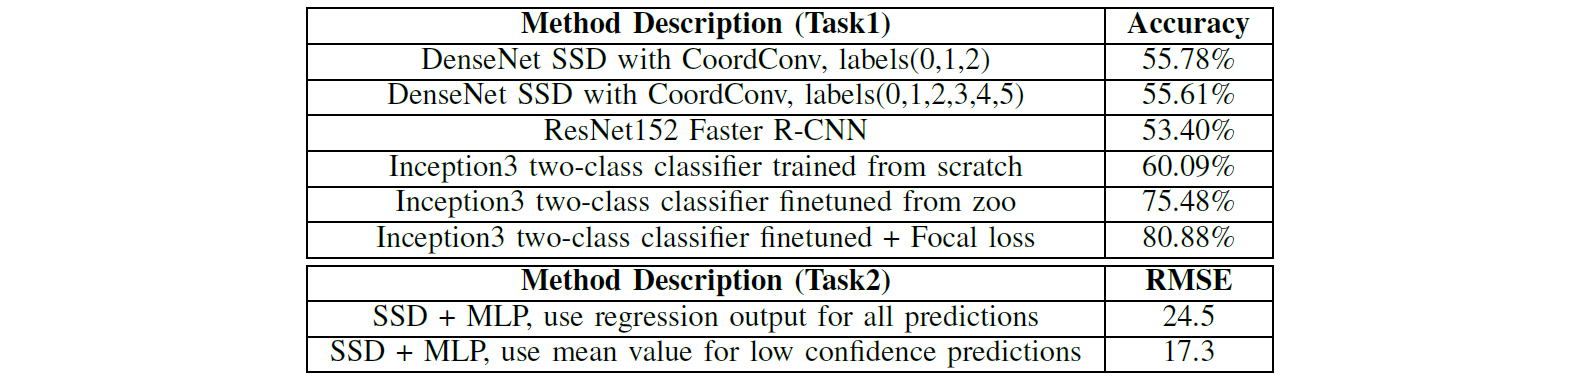 Method Description (Task1) Accuracy
DenseNet SSD with CoordConv, labels(0,1,2) 55.78%
DenseNet SSD with CoordConv, labels(0,1,2,3,4,5) 55.61%
ResNet152 Faster R-CNN 53.40%
Inception3 two-class classifier trained from scratch 60.09%
Inception3 two-class classifier finetuned from zoo 75.48%
Inception3 two-class classifier finetuned + Focal loss 80.88%
Method Description (Task2) RMSE
SSD + MLP, use regression output for all predictions 24.5
SSD + MLP, use mean value for low confidence predictions 17.3